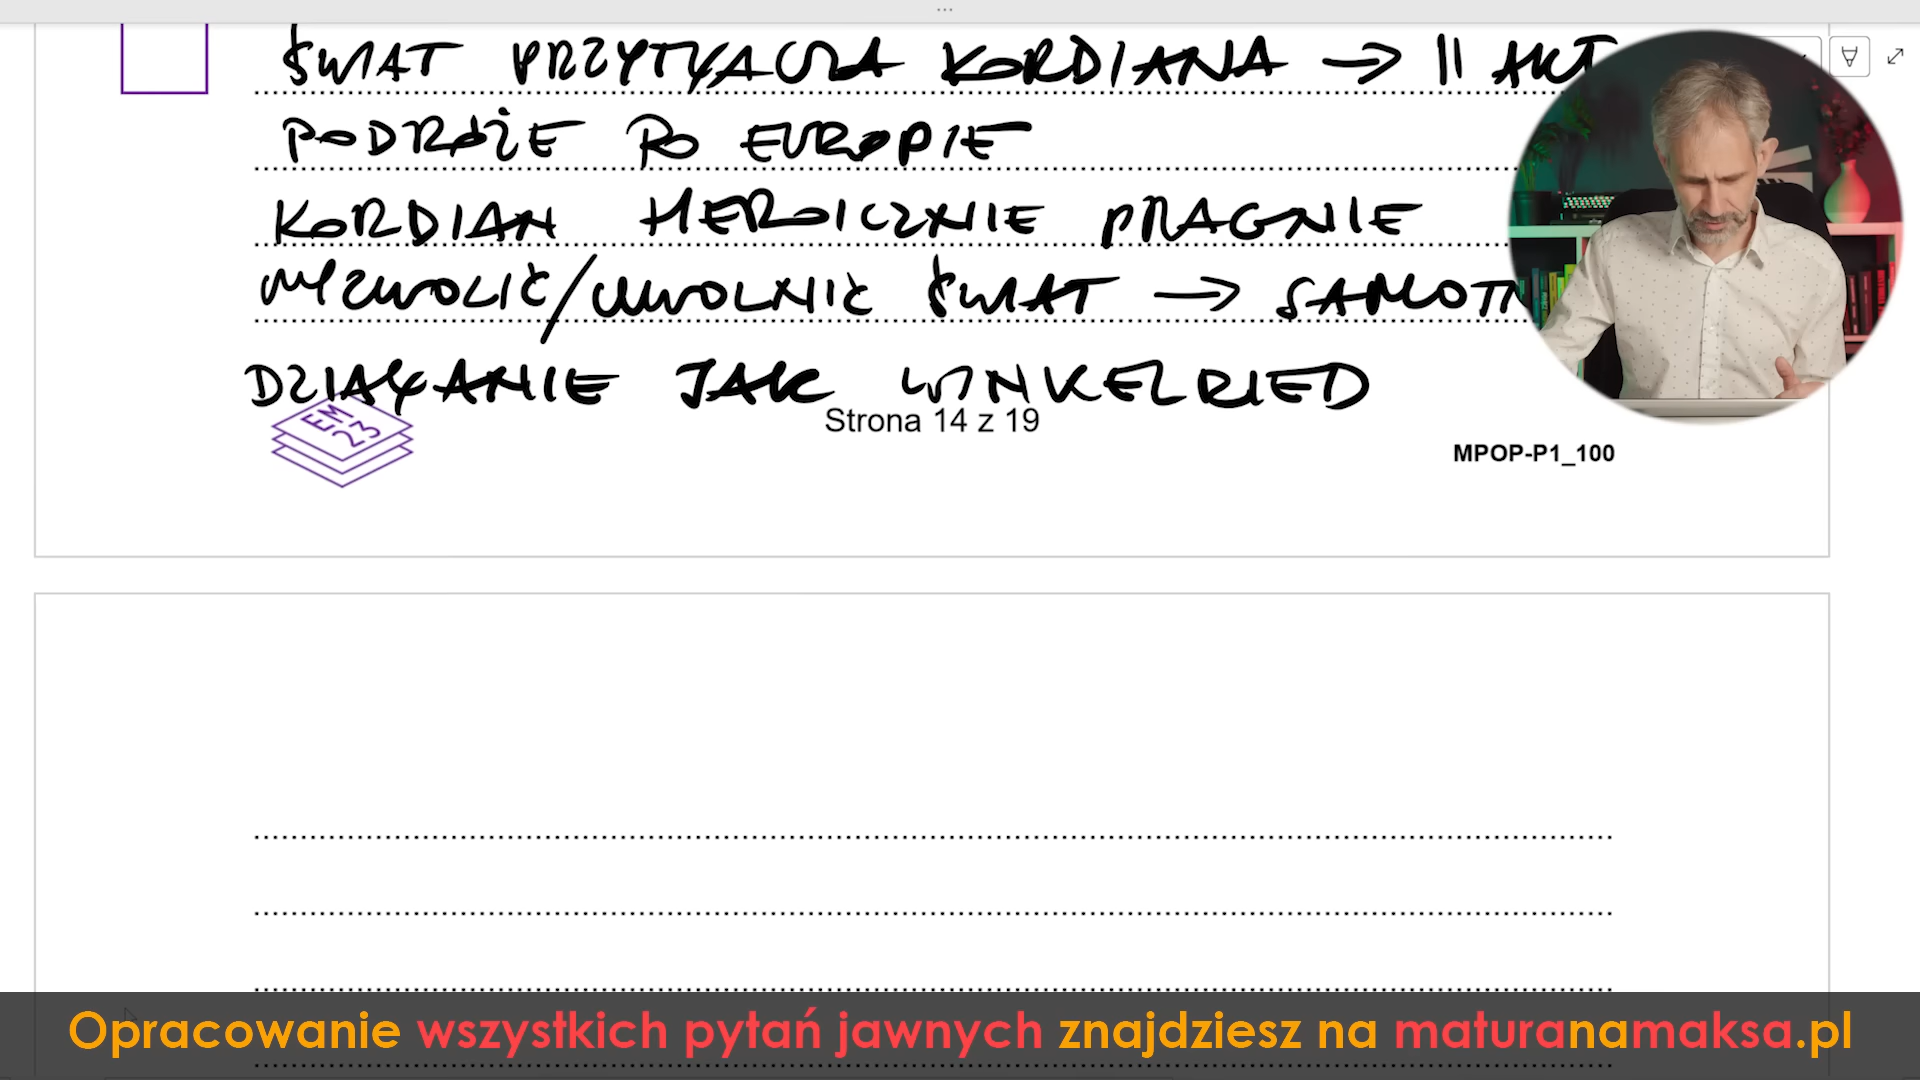 ŚWIAT PRZYTŁACZA KORDIANA → II AKT
PODRÓŻE PO EUROPIE
KORDIAN HEROICZNIE PRAGNIE
WYZWOLIĆ/UWOLNIĆ ŚWIAT → SAMOTN
DZIAŁANIE JAK WINKELRIED
EM
23
Strona 14 z 19
MPOP-P1_100
Opracowanie wszystkich pytań jawnych znajdziesz na maturanamaksa.pl